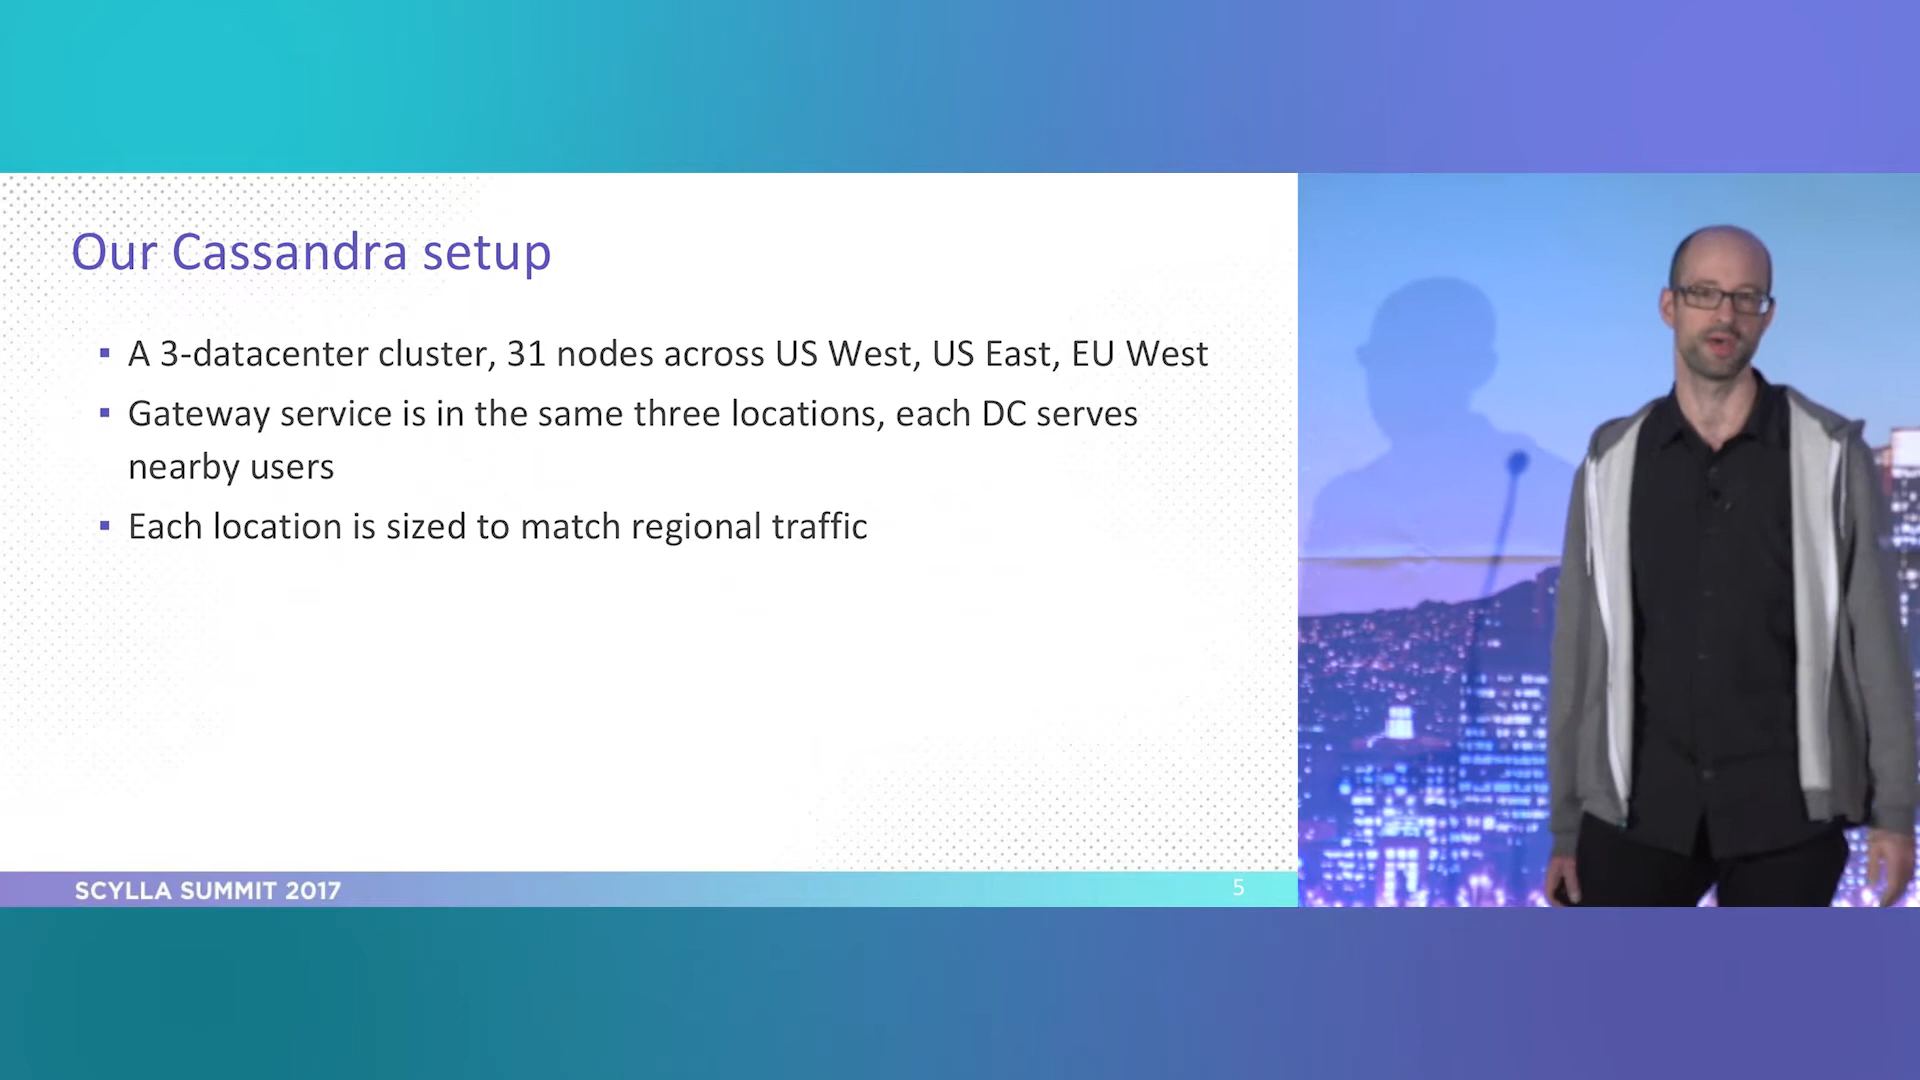 Our Cassandra setup
▪ A 3-datacenter cluster, 31 nodes across US West, US East, EU West
▪ Gateway service is in the same three locations, each DC serves
nearby users
▪ Each location is sized to match regional traffic
SCYLLA SUMMIT 2017
5